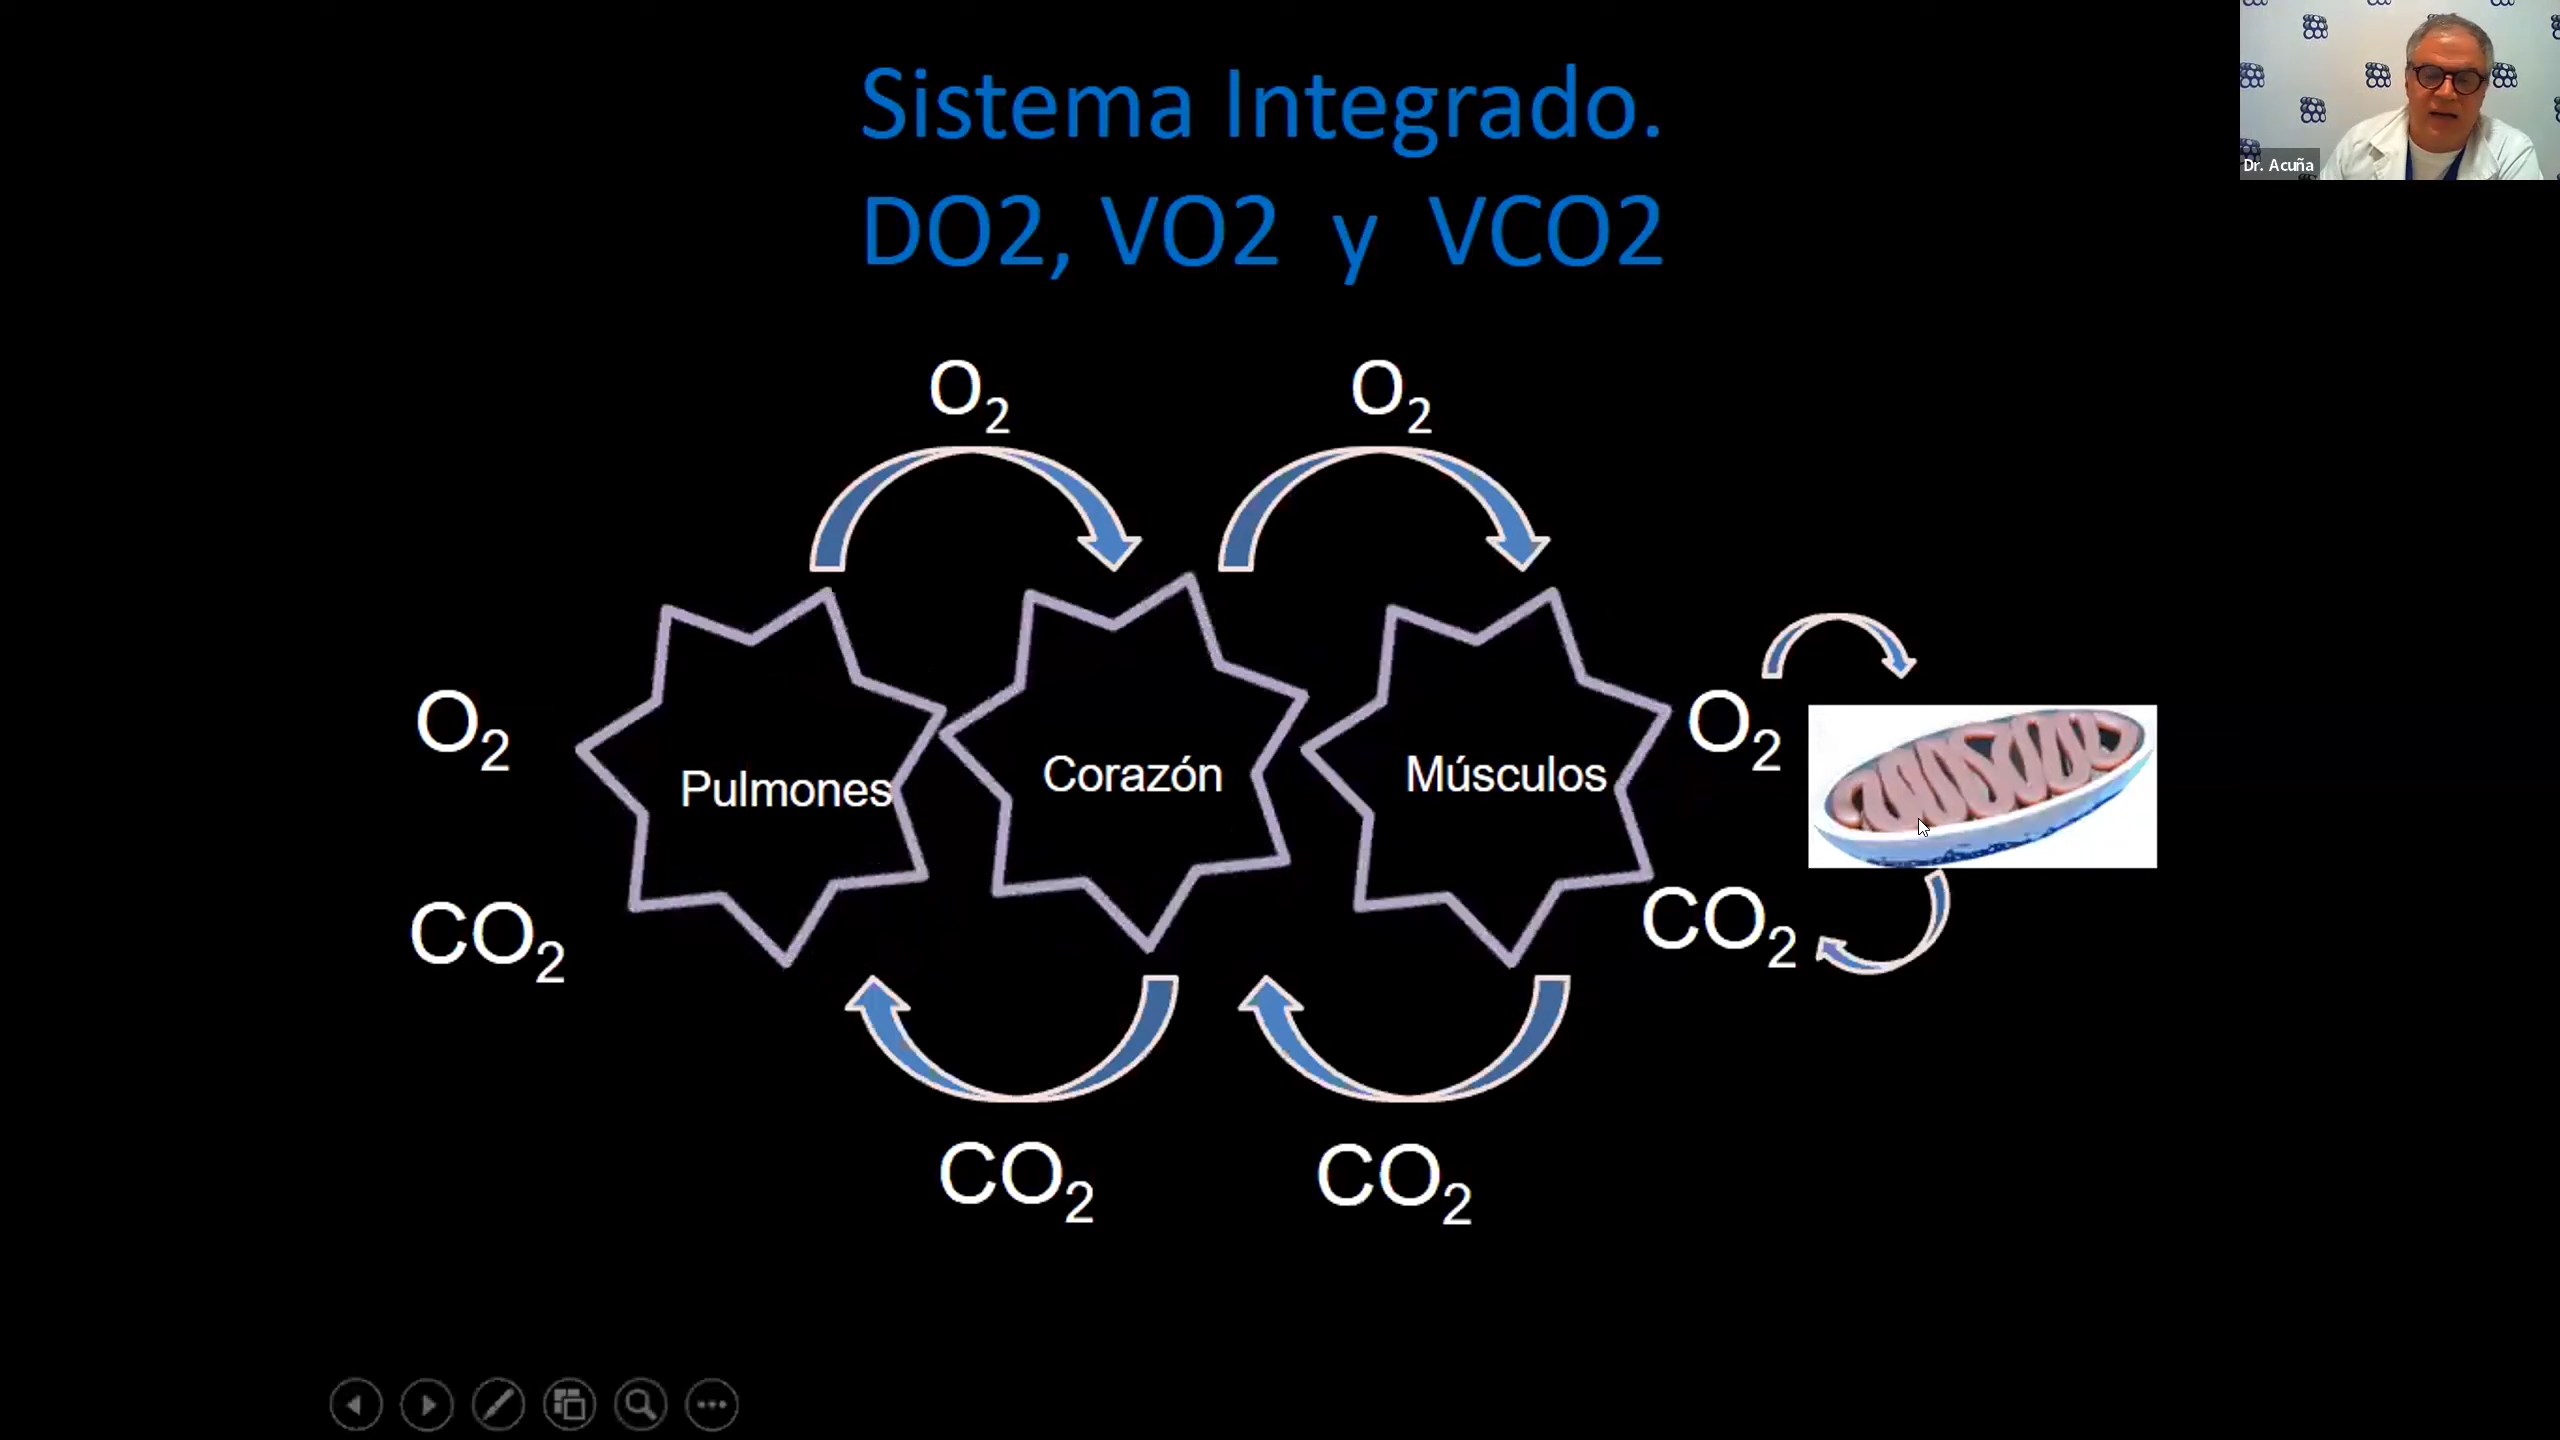 Sistema Integrado.
DO2, VO2 y VCO2
Dr. Acuña
O₂
O₂
O₂
O₂
Pulmones
Corazón
Músculos
CO₂
CO₂
CO₂
CO₂